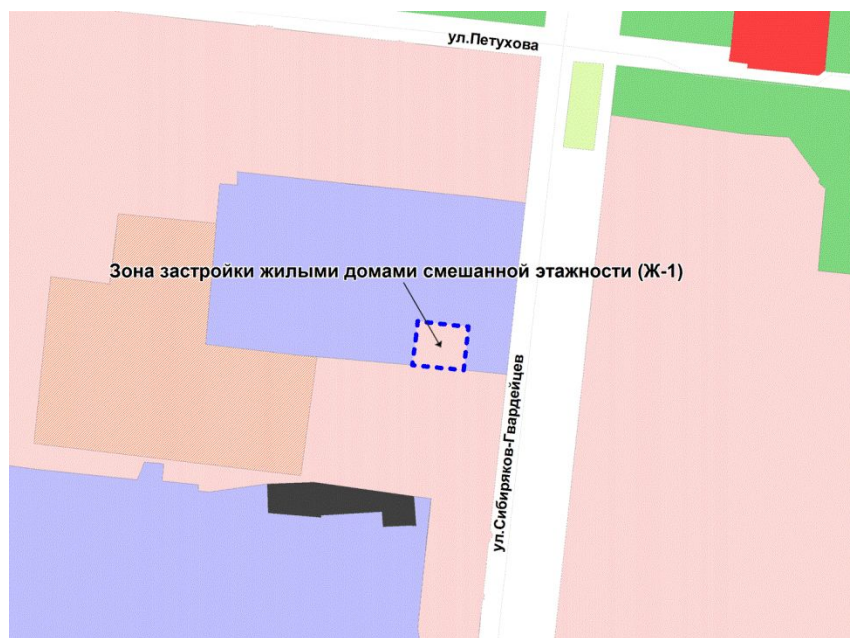 ул.Петухова
Зона застройки жилыми домами смешанной этажности (Ж-1)
ул.Сибиряков-Гвардейцев